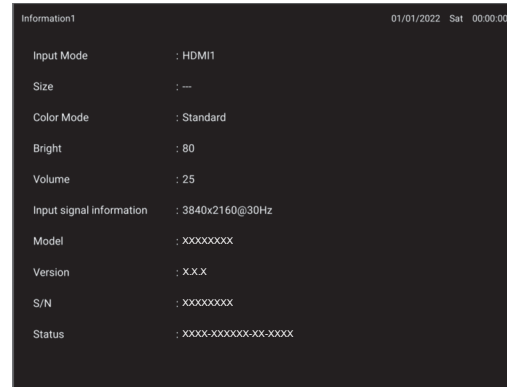 Information1 01/01/2022 Sat 00:00:00
Input Mode : HDMI1
Size : ---
Color Mode : Standard
Bright : 80
Volume : 25
Input signal information : 3840x2160@30Hz
Model : XXXXXXXX
Version : X.X.X
S/N : XXXXXXXX
Status : XXXX-XXXXXX-XX-XXXX